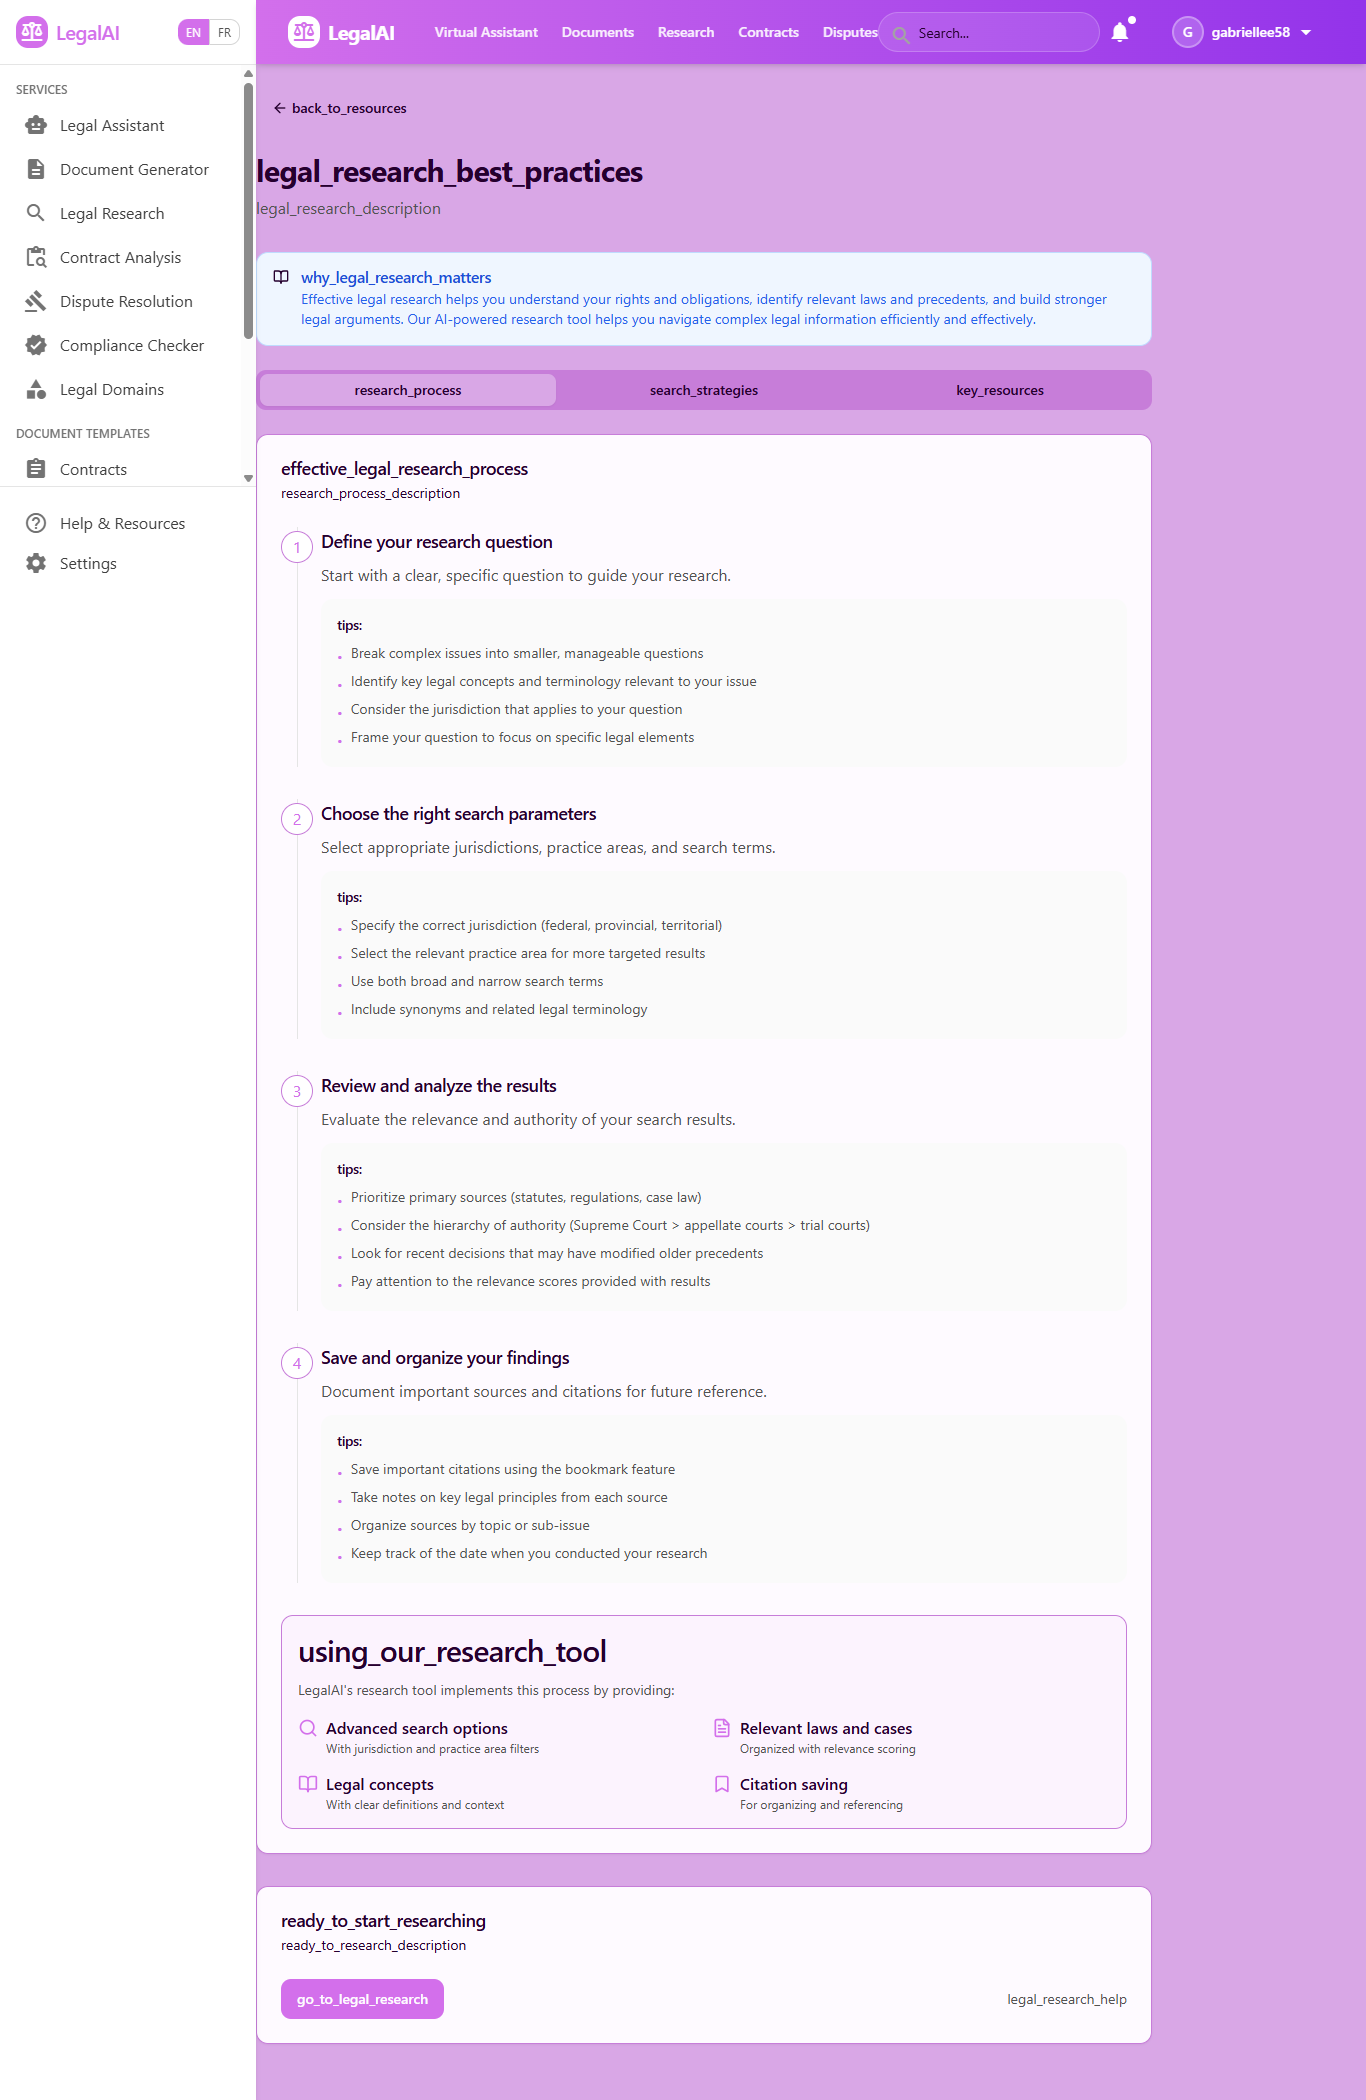 LegalAI
EN FR
LegalAI
Virtual Assistant Documents Research Contracts Disputes
Search...
G gabriellee58
SERVICES
Legal Assistant
Document Generator
Legal Research
Contract Analysis
Dispute Resolution
Compliance Checker
Legal Domains
DOCUMENT TEMPLATES
Contracts
Help & Resources
Settings
back_to_resources
legal_research_best_practices
legal_research_description
why_legal_research_matters
Effective legal research helps you understand your rights and obligations, identify relevant laws and precedents, and build stronger
legal arguments. Our AI-powered research tool helps you navigate complex legal information efficiently and effectively.
research_process search_strategies key_resources
effective_legal_research_process
research_process_description
1 Define your research question
Start with a clear, specific question to guide your research.
tips:
• Break complex issues into smaller, manageable questions
• Identify key legal concepts and terminology relevant to your issue
• Consider the jurisdiction that applies to your question
• Frame your question to focus on specific legal elements
2 Choose the right search parameters
Select appropriate jurisdictions, practice areas, and search terms.
tips:
• Specify the correct jurisdiction (federal, provincial, territorial)
• Select the relevant practice area for more targeted results
• Use both broad and narrow search terms
• Include synonyms and related legal terminology
3 Review and analyze the results
Evaluate the relevance and authority of your search results.
tips:
• Prioritize primary sources (statutes, regulations, case law)
• Consider the hierarchy of authority (Supreme Court > appellate courts > trial courts)
• Look for recent decisions that may have modified older precedents
• Pay attention to the relevance scores provided with results
4 Save and organize your findings
Document important sources and citations for future reference.
tips:
• Save important citations using the bookmark feature
• Take notes on key legal principles from each source
• Organize sources by topic or sub-issue
• Keep track of the date when you conducted your research
using_our_research_tool
LegalAI's research tool implements this process by providing:
Advanced search options
With jurisdiction and practice area filters
Relevant laws and cases
Organized with relevance scoring
Legal concepts
With clear definitions and context
Citation saving
For organizing and referencing
ready_to_start_researching
ready_to_research_description
go_to_legal_research
legal_research_help